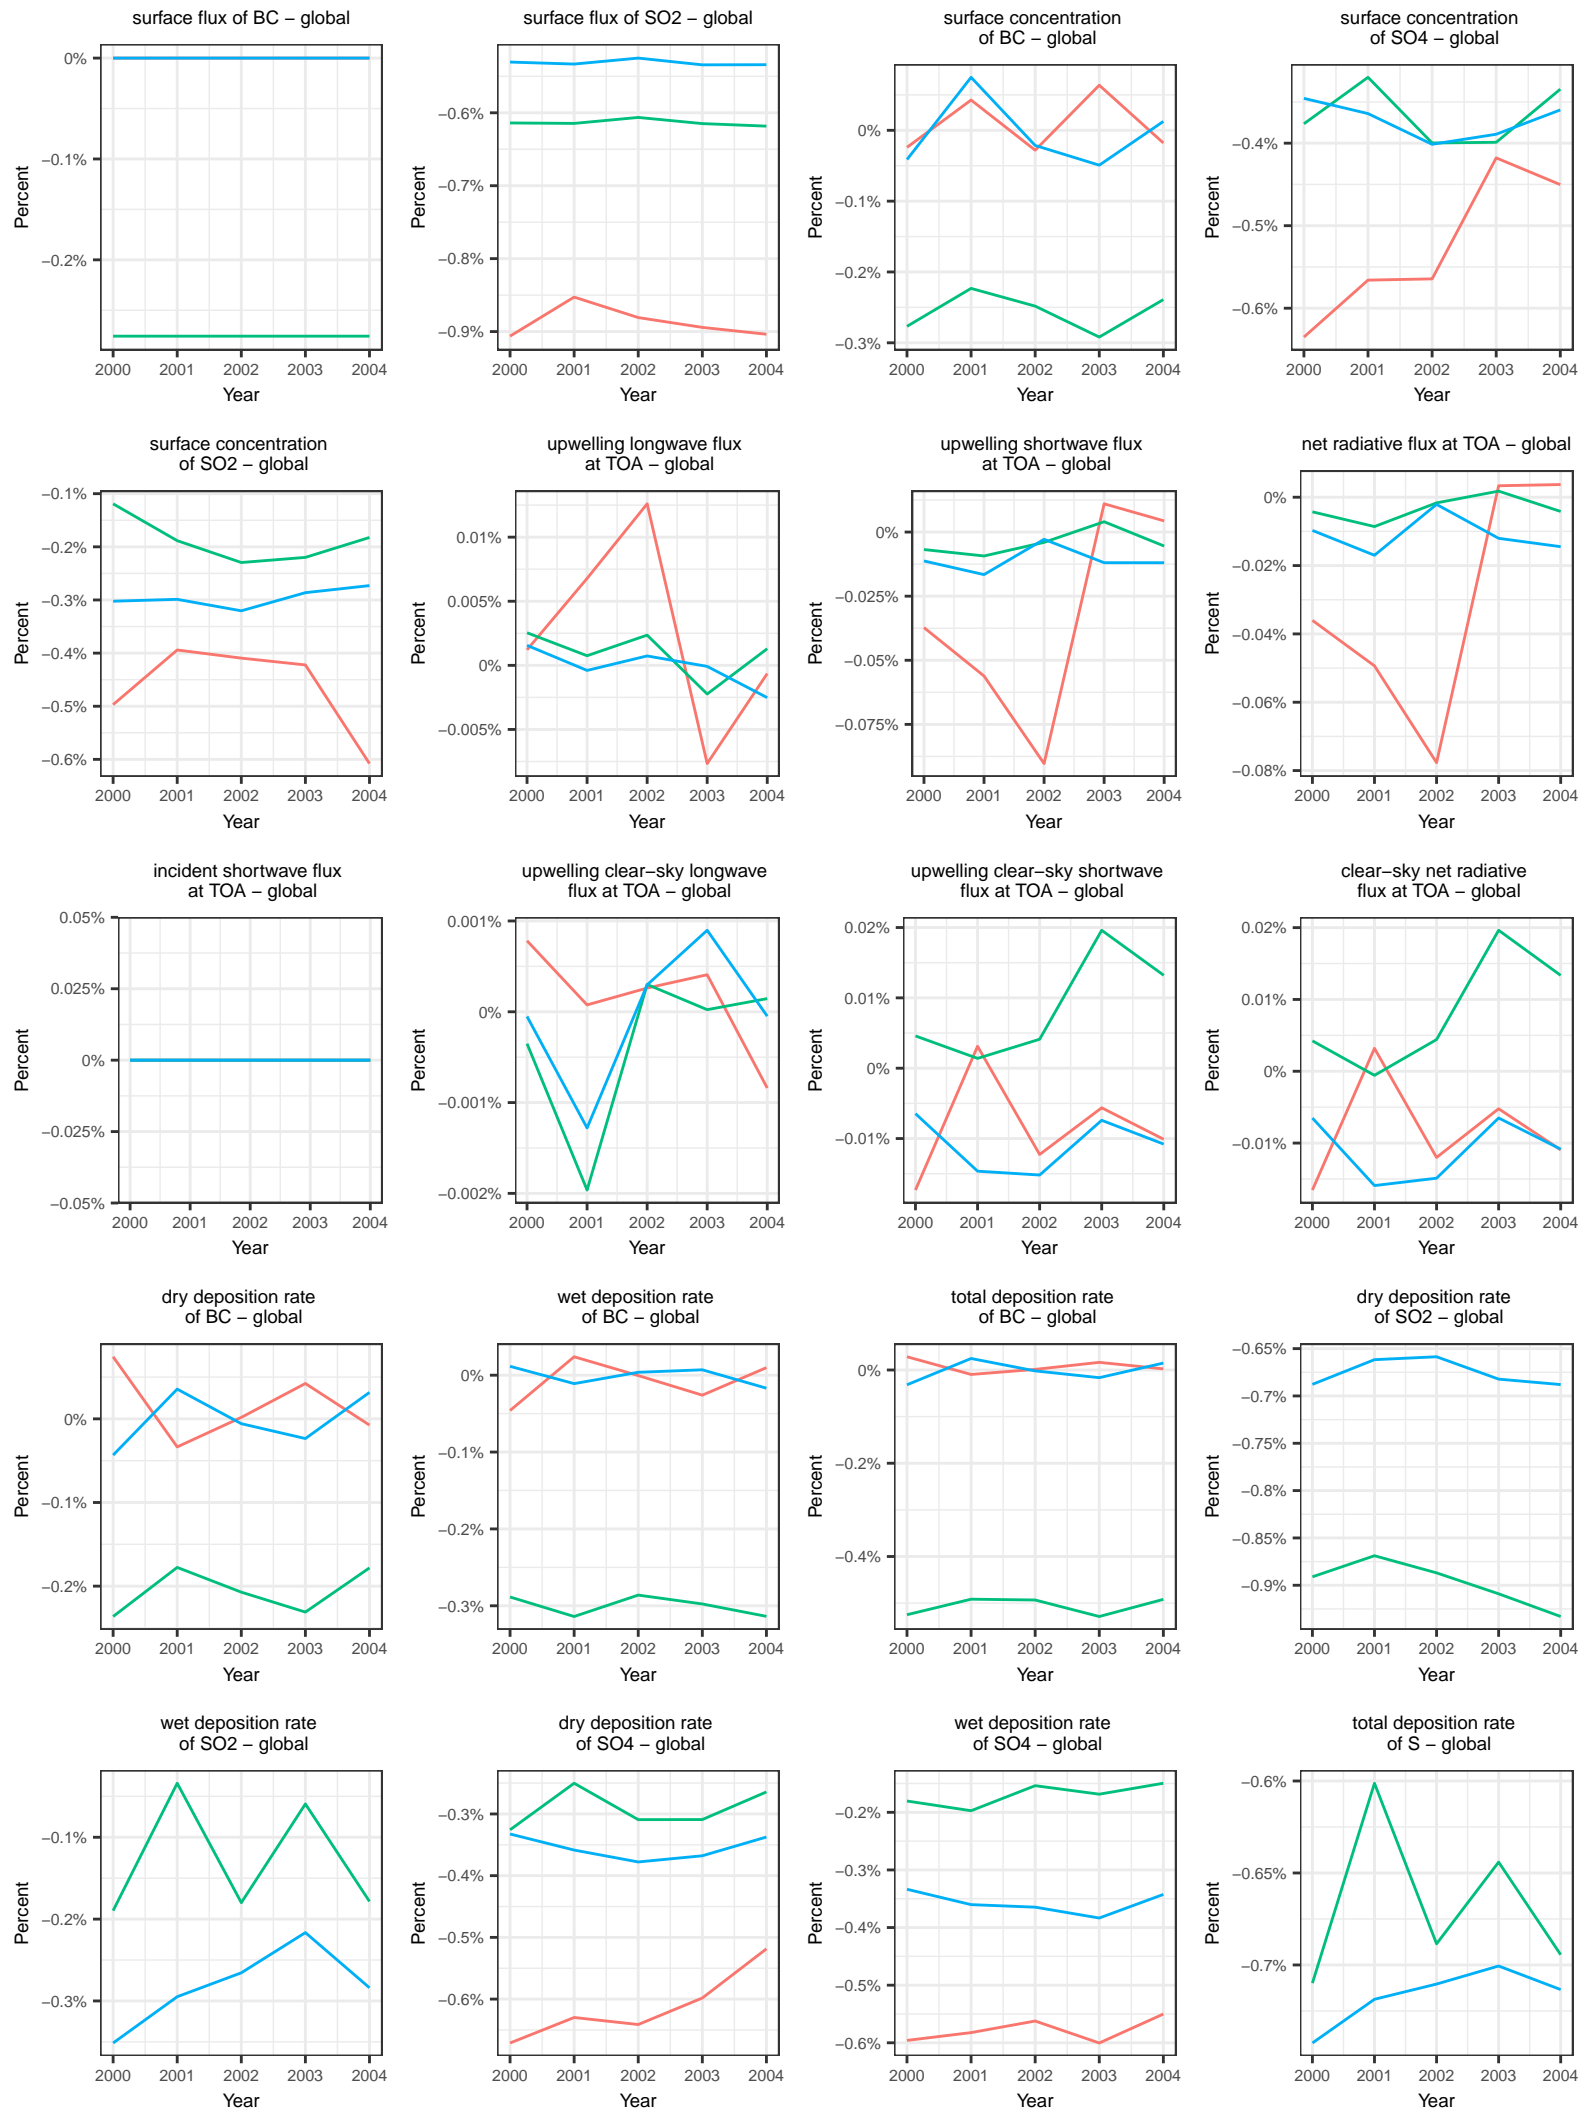 surface flux of BC – global
0%
−0.1%
−0.2%
Percent
2000 2001 2002 2003 2004
Year
surface flux of SO2 – global
−0.6%
−0.7%
−0.8%
−0.9%
Percent
2000 2001 2002 2003 2004
Year
surface concentration
of BC – global
0%
−0.1%
−0.2%
−0.3%
Percent
2000 2001 2002 2003 2004
Year
surface concentration
of SO4 – global
−0.4%
−0.5%
−0.6%
Percent
2000 2001 2002 2003 2004
Year
surface concentration
of SO2 – global
−0.1%
−0.2%
−0.3%
−0.4%
−0.5%
−0.6%
Percent
2000 2001 2002 2003 2004
Year
upwelling longwave flux
at TOA – global
0.01%
0.005%
0%
−0.005%
Percent
2000 2001 2002 2003 2004
Year
upwelling shortwave flux
at TOA – global
0%
−0.025%
−0.05%
−0.075%
Percent
2000 2001 2002 2003 2004
Year
net radiative flux at TOA – global
0%
−0.02%
−0.04%
−0.06%
−0.08%
Percent
2000 2001 2002 2003 2004
Year
incident shortwave flux
at TOA – global
0.05%
0.025%
0%
−0.025%
−0.05%
Percent
2000 2001 2002 2003 2004
Year
upwelling clear−sky longwave
flux at TOA – global
0.001%
0%
−0.001%
−0.002%
Percent
2000 2001 2002 2003 2004
Year
upwelling clear−sky shortwave
flux at TOA – global
0.02%
0.01%
0%
−0.01%
Percent
2000 2001 2002 2003 2004
Year
clear−sky net radiative
flux at TOA – global
0.02%
0.01%
0%
−0.01%
Percent
2000 2001 2002 2003 2004
Year
dry deposition rate
of BC – global
0%
−0.1%
−0.2%
Percent
2000 2001 2002 2003 2004
Year
wet deposition rate
of BC – global
0%
−0.1%
−0.2%
−0.3%
Percent
2000 2001 2002 2003 2004
Year
total deposition rate
of BC – global
0%
−0.2%
−0.4%
Percent
2000 2001 2002 2003 2004
Year
dry deposition rate
of SO2 – global
−0.65%
−0.7%
−0.75%
−0.8%
−0.85%
−0.9%
Percent
2000 2001 2002 2003 2004
Year
wet deposition rate
of SO2 – global
−0.1%
−0.2%
−0.3%
Percent
2000 2001 2002 2003 2004
Year
dry deposition rate
of SO4 – global
−0.3%
−0.4%
−0.5%
−0.6%
Percent
2000 2001 2002 2003 2004
Year
wet deposition rate
of SO4 – global
−0.2%
−0.3%
−0.4%
−0.5%
−0.6%
Percent
2000 2001 2002 2003 2004
Year
total deposition rate
of S – global
−0.6%
−0.65%
−0.7%
Percent
2000 2001 2002 2003 2004
Year